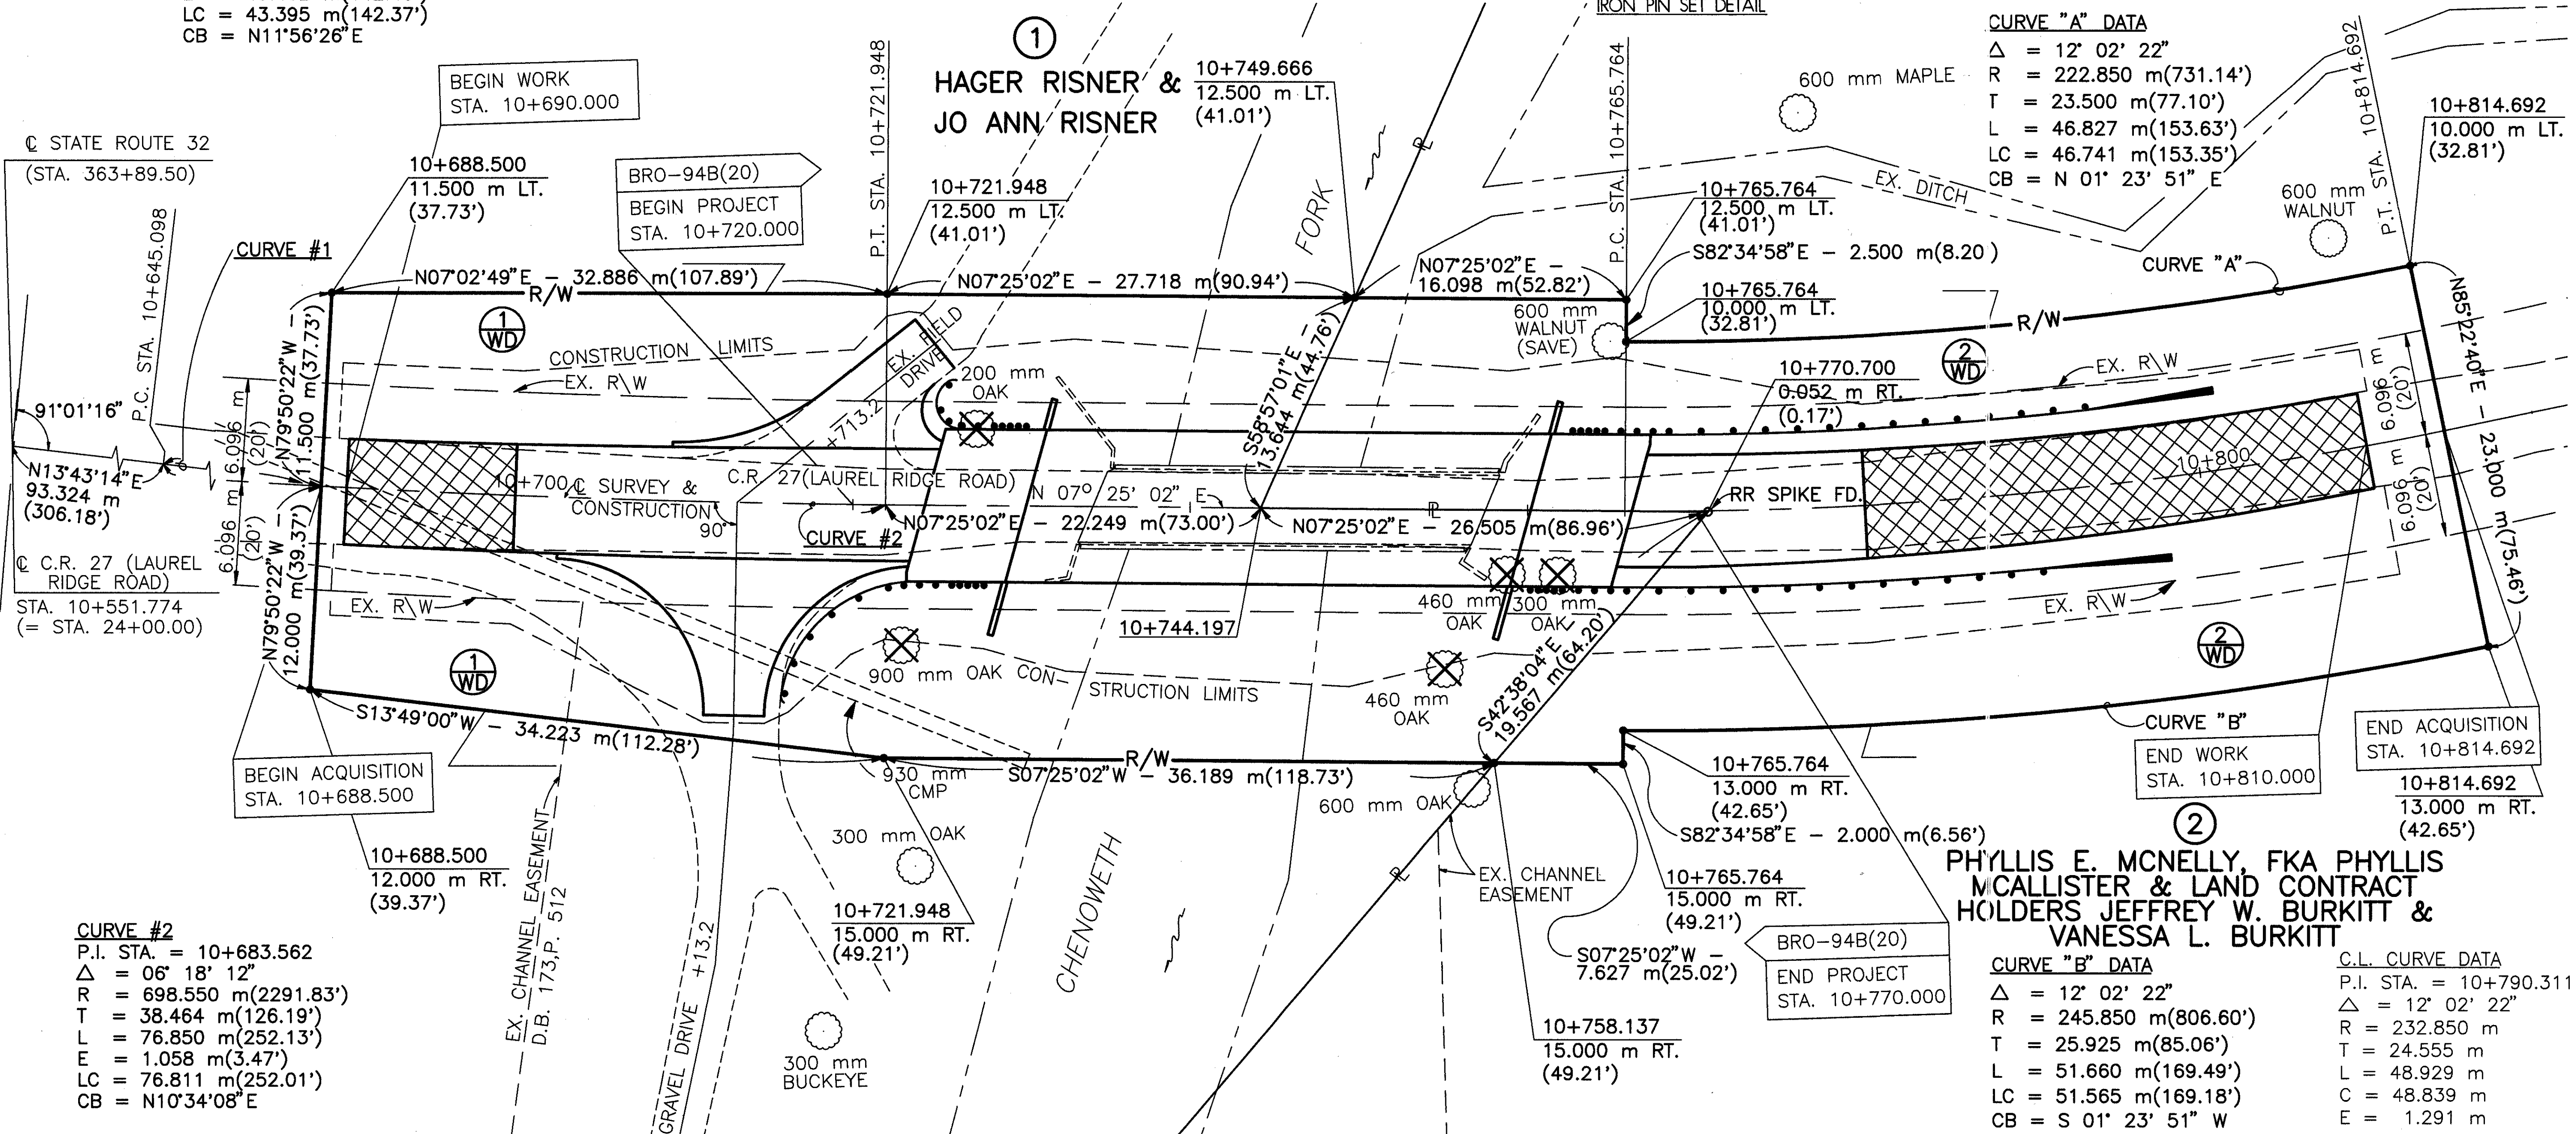 LC = 43.395 m(142.37')
CB = N11°56'26"E
IRON PIN SET DETAIL
℄ STATE ROUTE 32
(STA. 363+89.50)
P.C. STA. 10+645.098
CURVE #1
BEGIN WORK
STA. 10+690.000
10+688.500
11.500 m LT.
(37.73')
BRO-94B(20)
BEGIN PROJECT
STA. 10+720.000
P.T. STA. 10+721.948
1
HAGER RISNER &
JO ANN RISNER
10+749.666
12.500 m LT.
(41.01')
10+721.948
12.500 m LT.
(41.01')
FORK
P̲L
P.C. STA. 10+765.764
600 mm MAPLE
EX. DITCH
10+765.764
12.500 m LT.
(41.01')
S82°34'58"E - 2.500 m(8.20 )
10+765.764
10.000 m LT.
(32.81')
CURVE "A" DATA
Δ = 12° 02' 22"
R = 222.850 m(731.14')
T = 23.500 m(77.10')
L = 46.827 m(153.63')
LC = 46.741 m(153.35')
CB = N 01° 23' 51" E
P.T. STA. 10+814.692
10+814.692
10.000 m LT.
(32.81')
600 mm
WALNUT
CURVE "A"
N07°02'49"E - 32.886 m(107.89')
R/W
N07°25'02"E - 27.718 m(90.94')
N07°25'02"E -
16.098 m(52.82')
600 mm
WALNUT
(SAVE)
R/W
N85°22'40"E - 23.000 m(75.46')
1
WD
CONSTRUCTION LIMITS
EX. R\W
EX. FIELD
DRIVE
+713.2
200 mm
OAK
S58°57'01"E -
13.644 m(44.76')
10+770.700
0.052 m RT.
(0.17')
2
WD
EX. R\W
6.096 m
(20')
6.096 m
(20')
91°01'16"
N13°43'14"E
93.324 m
(306.18')
6.096 m
(20')
6.096 m
(20')
N79°50'22"W -
11.500 m(37.73')
N79°50'22"W -
12.000 m(39.37')
10+700
℄ SURVEY &
CONSTRUCTION
90°
C.R. 27(LAUREL RIDGE ROAD)
N 07° 25' 02" E
CURVE #2
N07°25'02"E - 22.249 m(73.00')
P̲L
N07°25'02"E - 26.505 m(86.96')
RR SPIKE FD.
10+800
℄ C.R. 27 (LAUREL
RIDGE ROAD)
STA. 10+551.774
(= STA. 24+00.00)
EX. R\W
1
WD
10+744.197
900 mm OAK
CON-
STRUCTION LIMITS
460 mm
OAK
300 mm
OAK
460 mm
OAK
S42°38'04"E -
19.567 m(64.20')
EX. R\W
2
WD
CURVE "B"
S13°49'00"W - 34.223 m(112.28')
R/W
S07°25'02"W - 36.189 m(118.73')
930 mm
CMP
600 mm OAK
BEGIN ACQUISITION
STA. 10+688.500
10+688.500
12.000 m RT.
(39.37')
EX. CHANNEL EASEMENT
D.B. 173,P. 512
GRAVEL DRIVE +13.2
300 mm OAK
10+721.948
15.000 m RT.
(49.21')
300 mm
BUCKEYE
CHENOWETH
P̲L
EX. CHANNEL
EASEMENT
10+758.137
15.000 m RT.
(49.21')
S07°25'02"W -
7.627 m(25.02')
10+765.764
13.000 m RT.
(42.65')
S82°34'58"E - 2.000 m(6.56')
10+765.764
15.000 m RT.
(49.21')
BRO-94B(20)
END PROJECT
STA. 10+770.000
END WORK
STA. 10+810.000
END ACQUISITION
STA. 10+814.692
10+814.692
13.000 m RT.
(42.65')
2
PHYLLIS E. MCNELLY, FKA PHYLLIS
MCALLISTER & LAND CONTRACT
HOLDERS JEFFREY W. BURKITT &
VANESSA L. BURKITT
CURVE #2
P.I. STA. = 10+683.562
Δ = 06° 18' 12"
R = 698.550 m(2291.83')
T = 38.464 m(126.19')
L = 76.850 m(252.13')
E = 1.058 m(3.47')
LC = 76.811 m(252.01')
CB = N10°34'08"E
CURVE "B" DATA
Δ = 12° 02' 22"
R = 245.850 m(806.60')
T = 25.925 m(85.06')
L = 51.660 m(169.49')
LC = 51.565 m(169.18')
CB = S 01° 23' 51" W
C.L. CURVE DATA
P.I. STA. = 10+790.311
Δ = 12° 02' 22"
R = 232.850 m
T = 24.555 m
L = 48.929 m
C = 48.839 m
E = 1.291 m